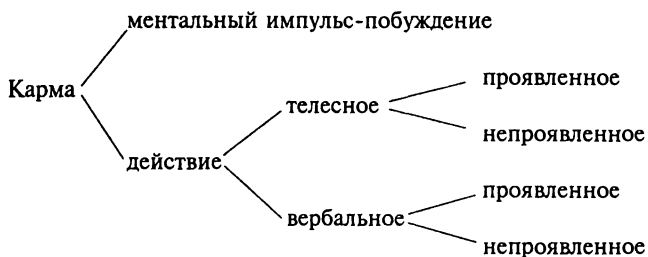 ментальный импульс-побуждение
Карма
проявленное
телесное
непроявленное
действие
проявленное
вербальное
непроявленное